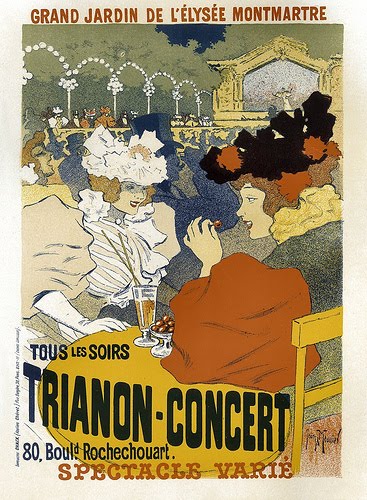 GRAND JARDIN DE L'ÉLYSÉE MONTMARTRE
TOUS LES SOIRS
TRIANON-CONCERT
80, Boulᵈ Rochechouart.
SPECTACLE VARIÉ